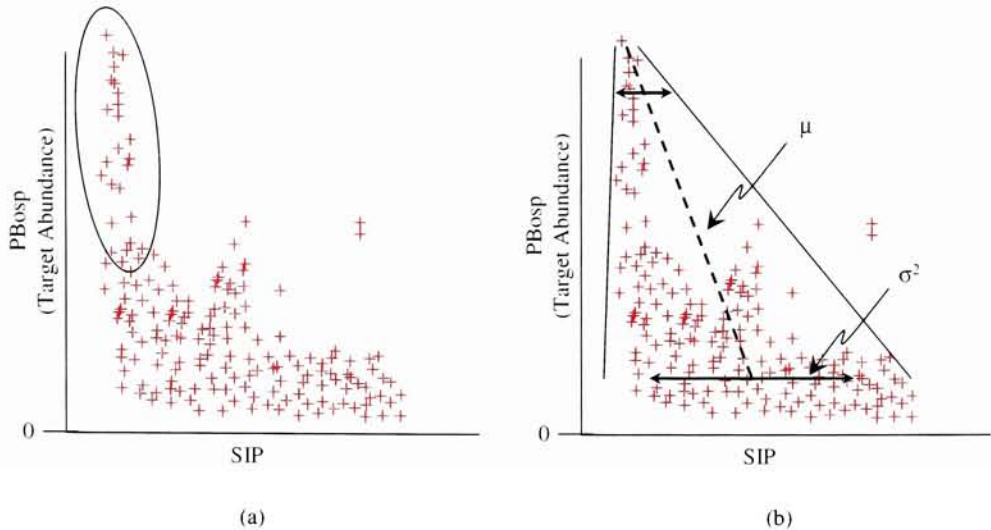 PBosp
(Target Abundance)
0
SIP
(a)
PBosp
(Target Abundance)
0
SIP
(b)
μ
σ²